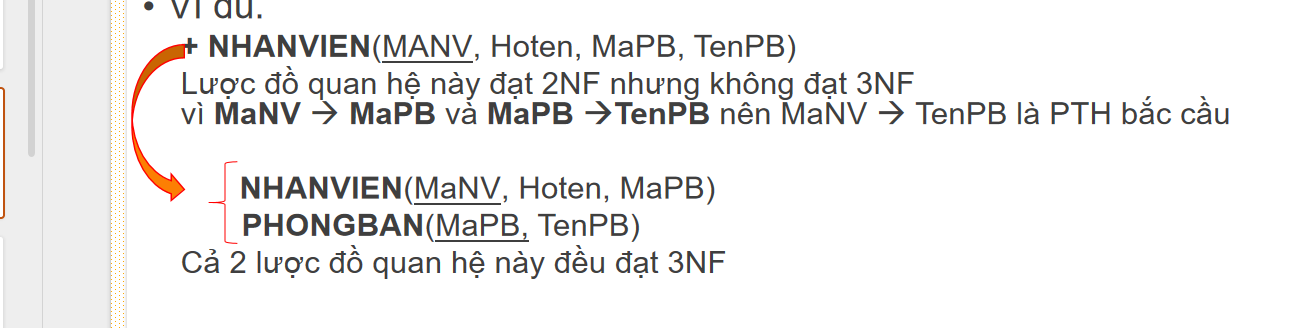 • Ví dụ:
+ NHANVIEN(MANV, Hoten, MaPB, TenPB)
Lược đồ quan hệ này đạt 2NF nhưng không đạt 3NF
vì MaNV → MaPB và MaPB →TenPB nên MaNV → TenPB là PTH bắc cầu
NHANVIEN(MaNV, Hoten, MaPB)
PHONGBAN(MaPB, TenPB)
Cả 2 lược đồ quan hệ này đều đạt 3NF